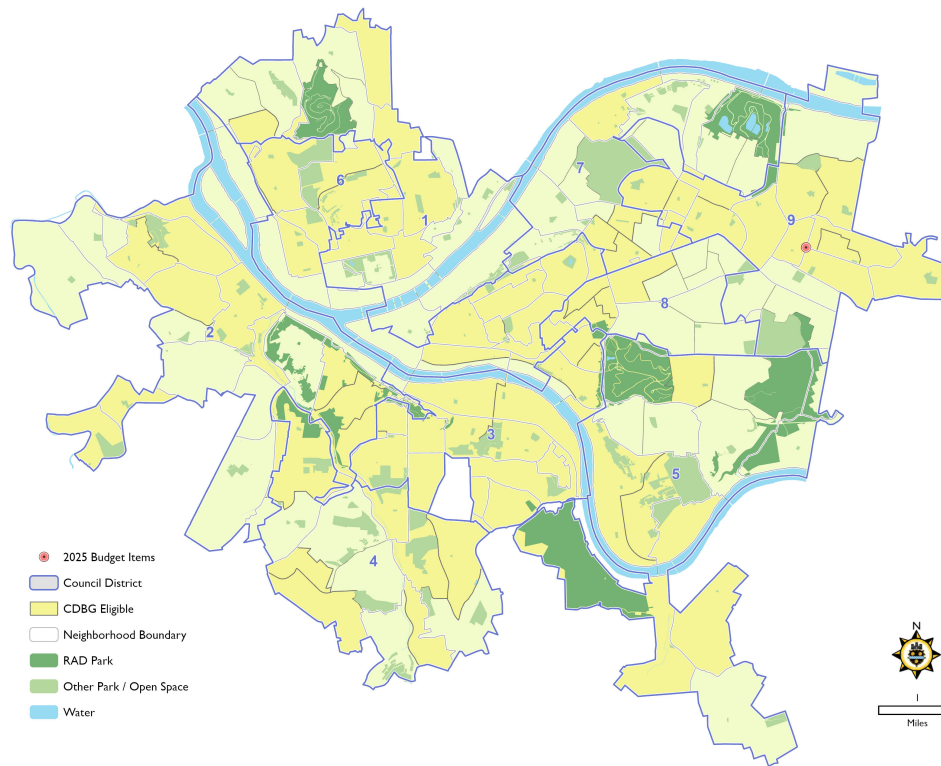 6
1
7
9
8
2
3
5
4
2025 Budget Items
Council District
CDBG Eligible
Neighborhood Boundary
RAD Park
Other Park / Open Space
Water
N
1
Miles